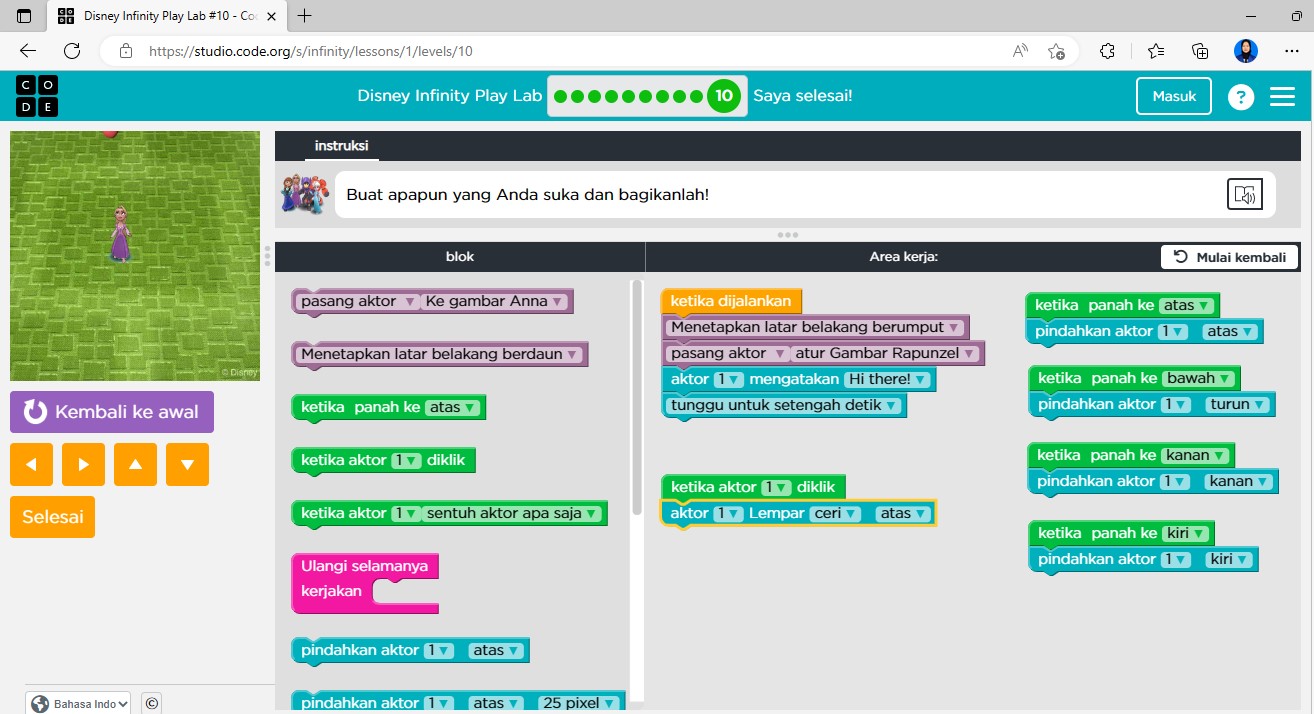 Disney Infinity Play Lab #10 - Co
https://studio.code.org/s/infinity/lessons/1/levels/10
C O
D E
Disney Infinity Play Lab 10 Saya selesai!
Masuk
?
instruksi
Buat apapun yang Anda suka dan bagikanlah!
© Disney
Kembali ke awal
Selesai
Bahasa Indo
©
blok
pasang aktor Ke gambar Anna
Menetapkan latar belakang berdaun
ketika panah ke atas
ketika aktor 1 diklik
ketika aktor 1 sentuh aktor apa saja
Ulangi selamanya
kerjakan
pindahkan aktor 1 atas
pindahkan aktor 1 atas 25 pixel
Area kerja:
Mulai kembali
ketika dijalankan
Menetapkan latar belakang berumput
pasang aktor atur Gambar Rapunzel
aktor 1 mengatakan Hi there!
tunggu untuk setengah detik
ketika aktor 1 diklik
aktor 1 Lempar ceri atas
ketika panah ke atas
pindahkan aktor 1 atas
ketika panah ke bawah
pindahkan aktor 1 turun
ketika panah ke kanan
pindahkan aktor 1 kanan
ketika panah ke kiri
pindahkan aktor 1 kiri